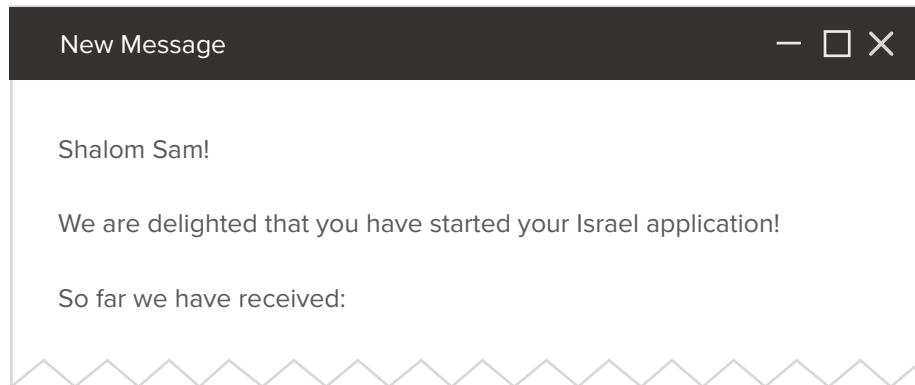 New Message
Shalom Sam!
We are delighted that you have started your Israel application!
So far we have received: